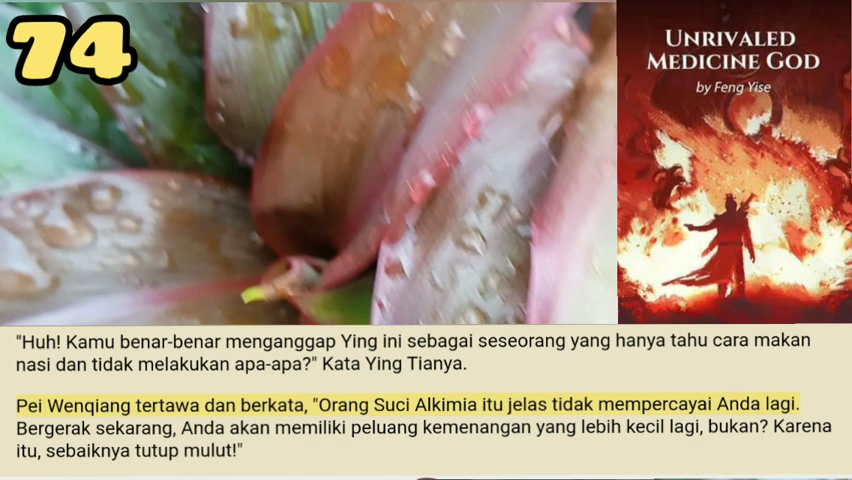 74
UNRIVALED
MEDICINE GOD
by Feng Yise
"Huh! Kamu benar-benar menganggap Ying ini sebagai seseorang yang hanya tahu cara makan
nasi dan tidak melakukan apa-apa?" Kata Ying Tianya.
Pei Wenqiang tertawa dan berkata, "Orang Suci Alkimia itu jelas tidak mempercayai Anda lagi.
Bergerak sekarang, Anda akan memiliki peluang kemenangan yang lebih kecil lagi, bukan? Karena
itu, sebaiknya tutup mulut!"